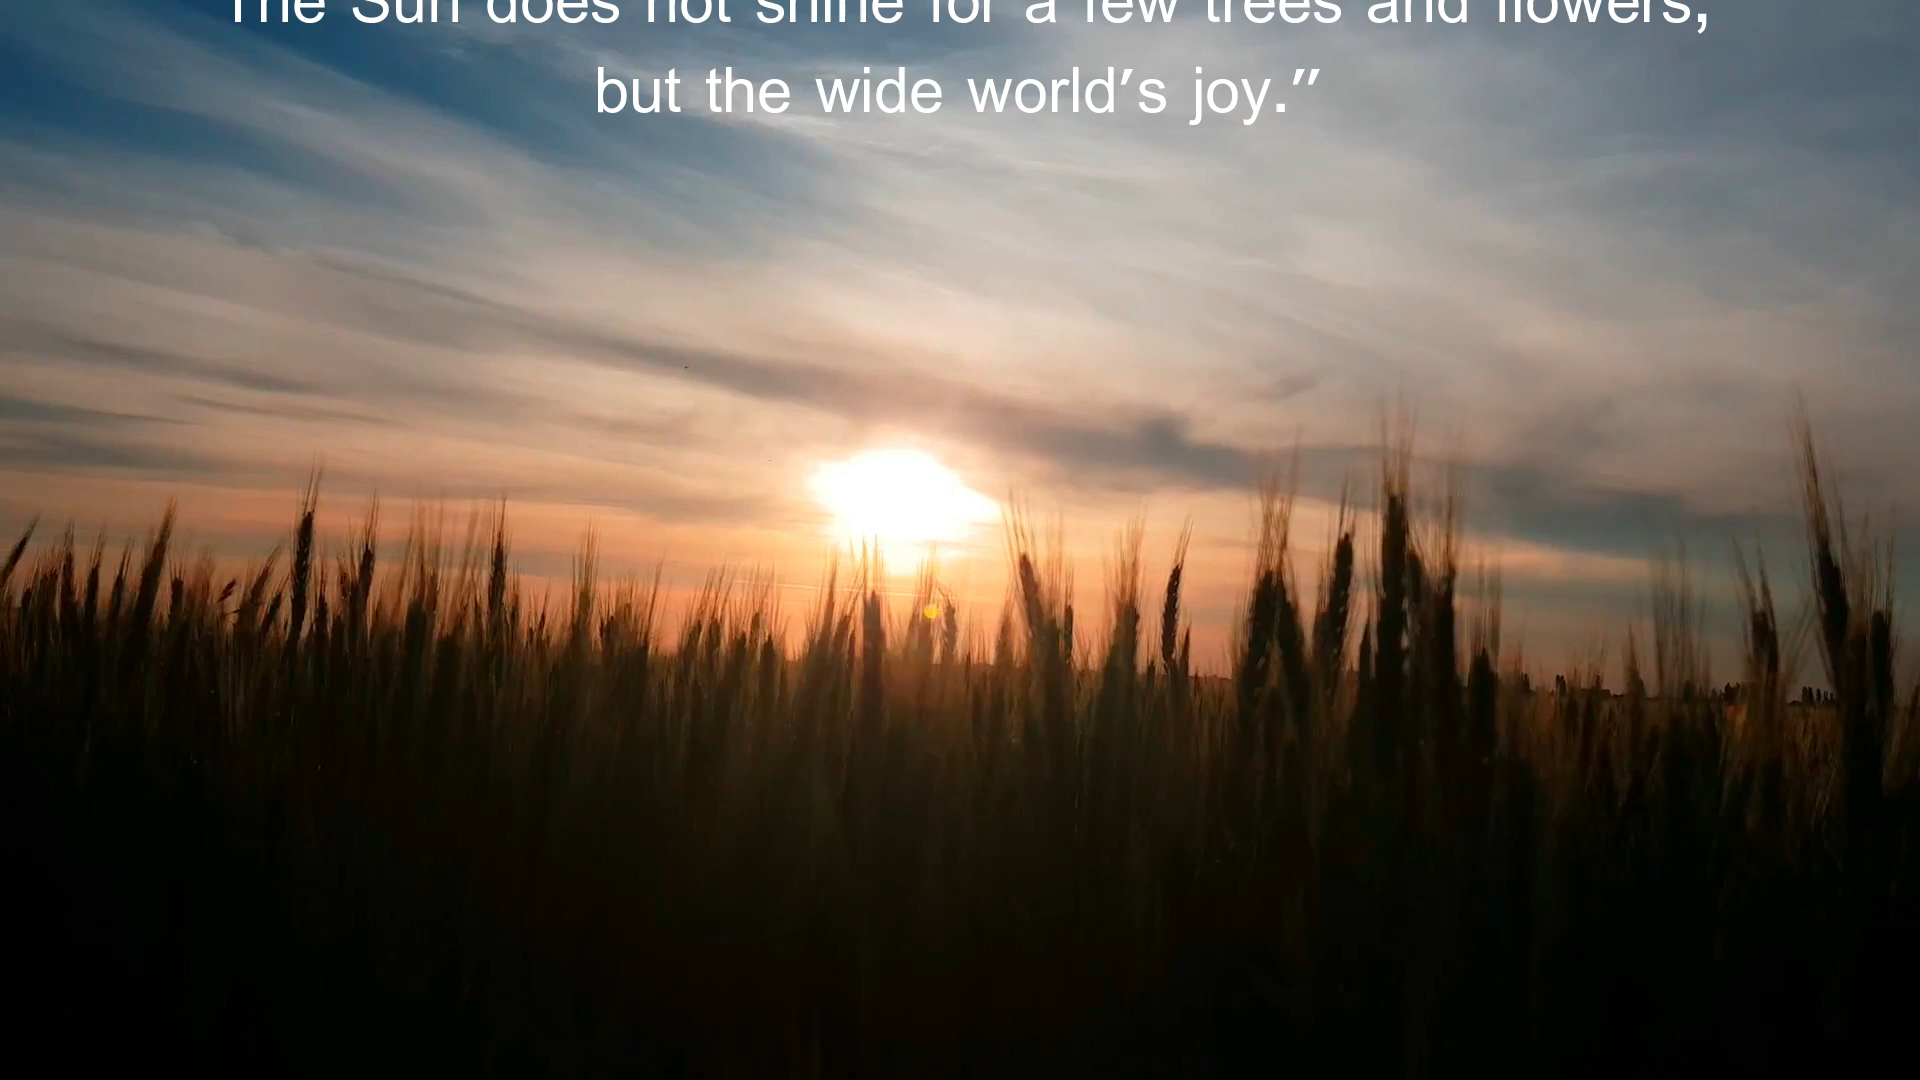 The Sun does not shine for a few trees and flowers,
but the wide world's joy."